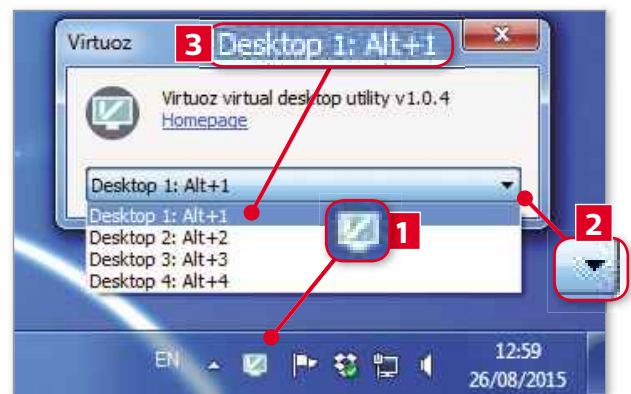 Virtuoz
3 Desktop 1: Alt+1
Virtuoz virtual desktop utility v1.0.4
Homepage
Desktop 1: Alt+1
Desktop 1: Alt+1
Desktop 2: Alt+2
Desktop 3: Alt+3
Desktop 4: Alt+4
1
2
EN
12:59
26/08/2015